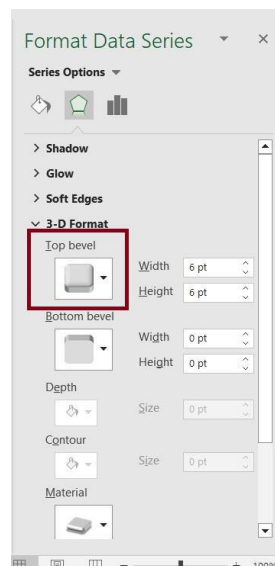 Format Data Series
Series Options
> Shadow
> Glow
> Soft Edges
3-D Format
Top bevel
Width 6 pt
Height 6 pt
Bottom bevel
Width 0 pt
Height 0 pt
Depth
Size 0 pt
Contour
Size 0 pt
Material
100%